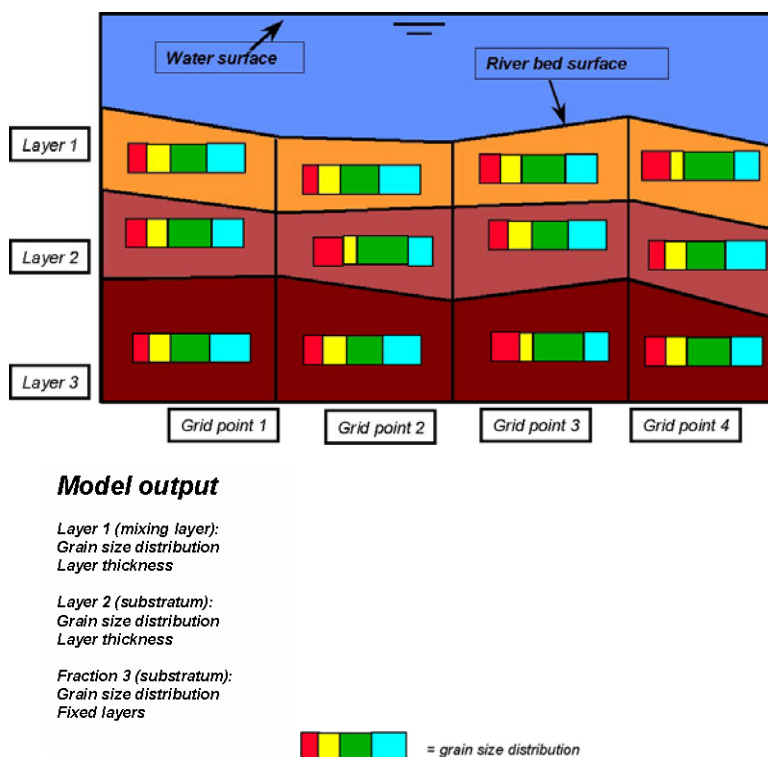 Water surface
River bed surface
Layer 1
Layer 2
Layer 3
Grid point 1
Grid point 2
Grid point 3
Grid point 4
Model output
Layer 1 (mixing layer):
Grain size distribution
Layer thickness
Layer 2 (substratum):
Grain size distribution
Layer thickness
Fraction 3 (substratum):
Grain size distribution
Fixed layers
= grain size distribution